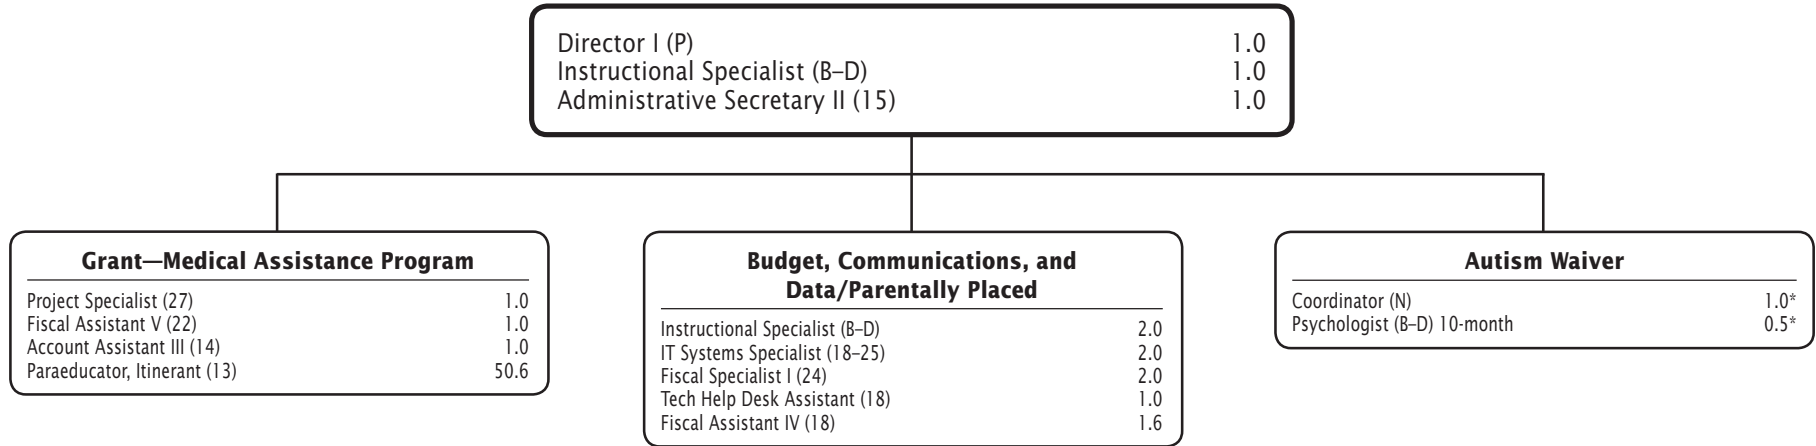 Director I (P) 1.0
Instructional Specialist (B–D) 1.0
Administrative Secretary II (15) 1.0
Grant—Medical Assistance Program
Project Specialist (27) 1.0
Fiscal Assistant V (22) 1.0
Account Assistant III (14) 1.0
Paraeducator, Itinerant (13) 50.6
Budget, Communications, and
Data/Parentally Placed
Instructional Specialist (B–D) 2.0
IT Systems Specialist (18–25) 2.0
Fiscal Specialist I (24) 2.0
Tech Help Desk Assistant (18) 1.0
Fiscal Assistant IV (18) 1.6
Autism Waiver
Coordinator (N) 1.0*
Psychologist (B–D) 10-month 0.5*